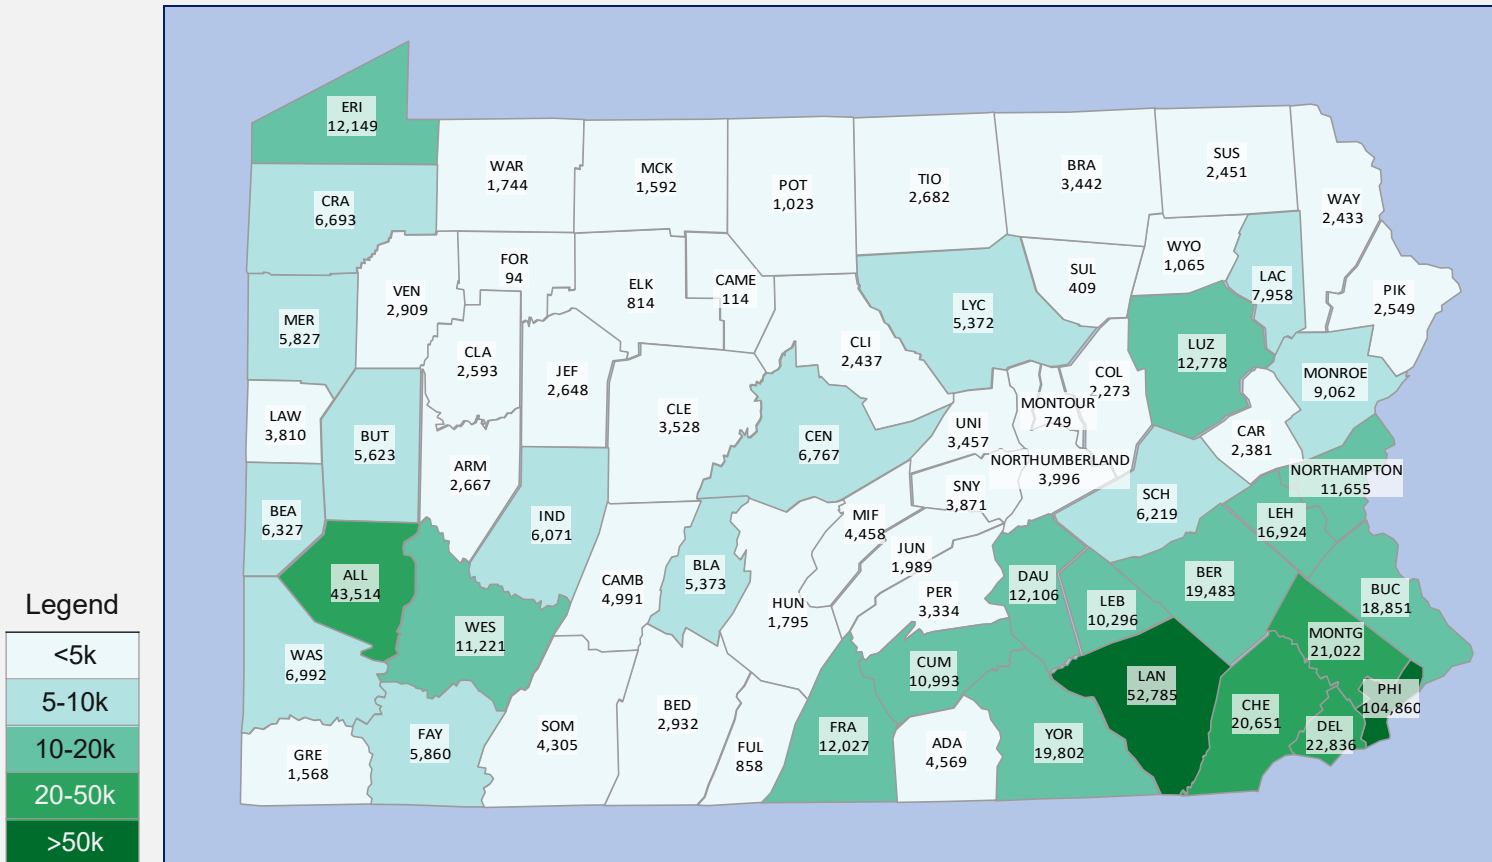 ERI
12,149
WAR
1,744
MCK
1,592
POT
1,023
TIO
2,682
BRA
3,442
SUS
2,451
WAY
2,433
CRA
6,693
VEN
2,909
FOR
94
ELK
814
CAME
114
LYC
5,372
SUL
409
WYO
1,065
LAC
7,958
PIK
2,549
MER
5,827
CLA
2,593
JEF
2,648
CLI
2,437
LUZ
12,778
MONROE
9,062
LAW
3,810
BUT
5,623
CLE
3,528
CEN
6,767
UNI
3,457
MONTOUR
749
COL
2,273
CAR
2,381
ARM
2,667
NORTHUMBERLAND
3,996
NORTHAMPTON
11,655
BEA
6,327
IND
6,071
MIF
4,458
SNY
3,871
SCH
6,219
LEH
16,924
ALL
43,514
CAMB
4,991
BLA
5,373
JUN
1,989
DAU
12,106
BER
19,483
BUC
18,851
HUN
1,795
PER
3,334
LEB
10,296
WES
11,221
MONTG
21,022
WAS
6,992
CUM
10,993
LAN
52,785
PHI
104,860
GRE
1,568
FAY
5,860
SOM
4,305
BED
2,932
FUL
858
FRA
12,027
ADA
4,569
YOR
19,802
CHE
20,651
DEL
22,836
Legend
<5k
5-10k
10-20k
20-50k
>50k